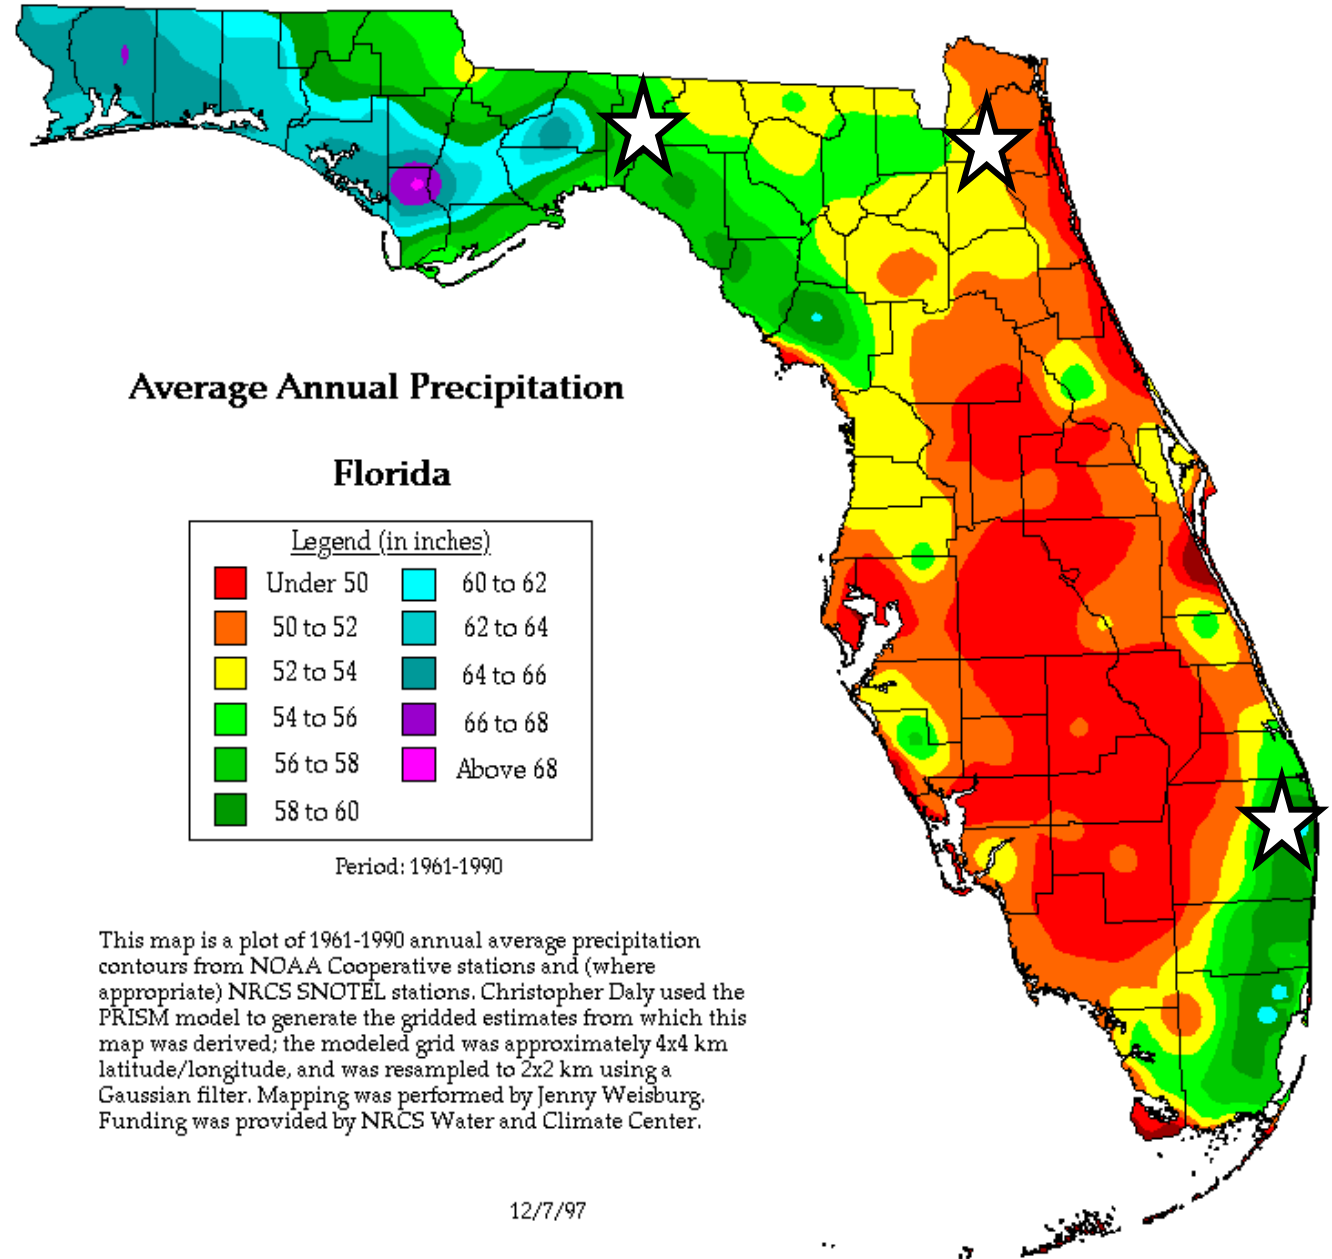 Average Annual Precipitation
Florida
Legend (in inches)
Under 50
50 to 52
52 to 54
54 to 56
56 to 58
58 to 60
60 to 62
62 to 64
64 to 66
66 to 68
Above 68
Period: 1961-1990
This map is a plot of 1961-1990 annual average precipitation
contours from NOAA Cooperative stations and (where
appropriate) NRCS SNOTEL stations. Christopher Daly used the
PRISM model to generate the gridded estimates from which this
map was derived; the modeled grid was approximately 4x4 km
latitude/longitude, and was resampled to 2x2 km using a
Gaussian filter. Mapping was performed by Jenny Weisburg.
Funding was provided by NRCS Water and Climate Center.
12/7/97